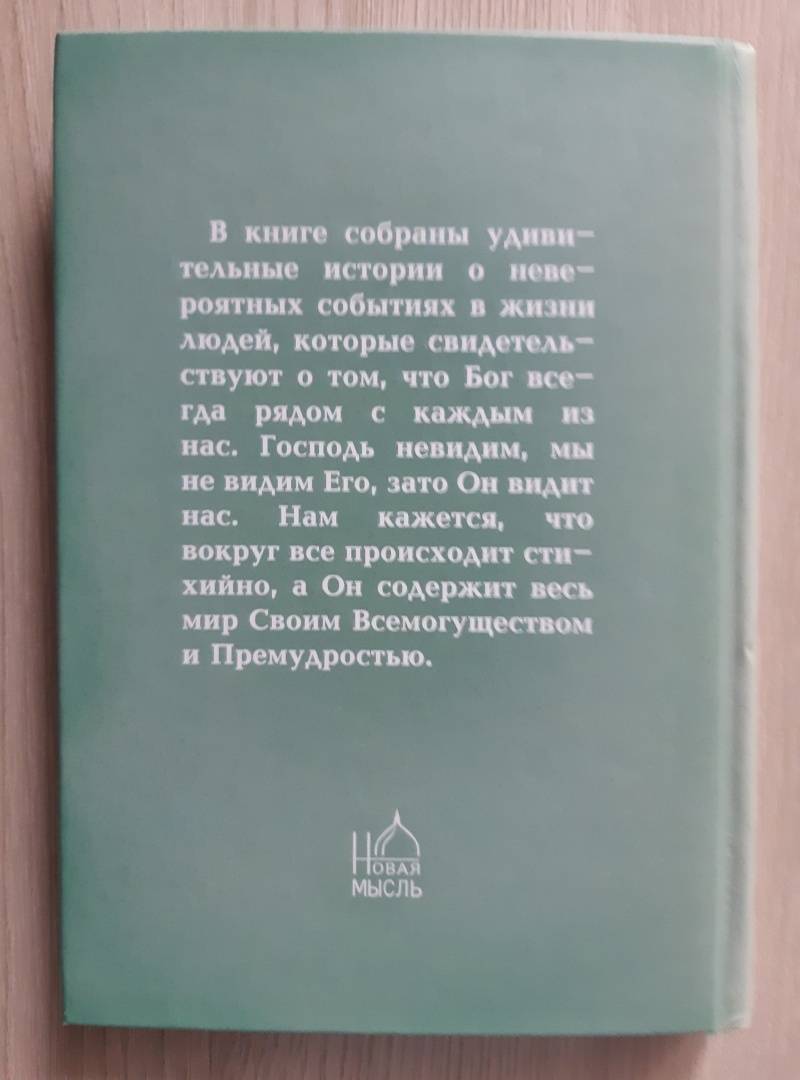 В книге собраны удиви-
тельные истории о неве-
роятных событиях в жизни
людей, которые свидетель-
ствуют о том, что Бог все-
гда рядом с каждым из
нас. Господь невидим, мы
не видим Его, зато Он видит
нас. Нам кажется, что
вокруг все происходит сти-
хийно, а Он содержит весь
мир Своим Всемогуществом
и Премудростью.
НОВАЯ
МЫСЛЬ